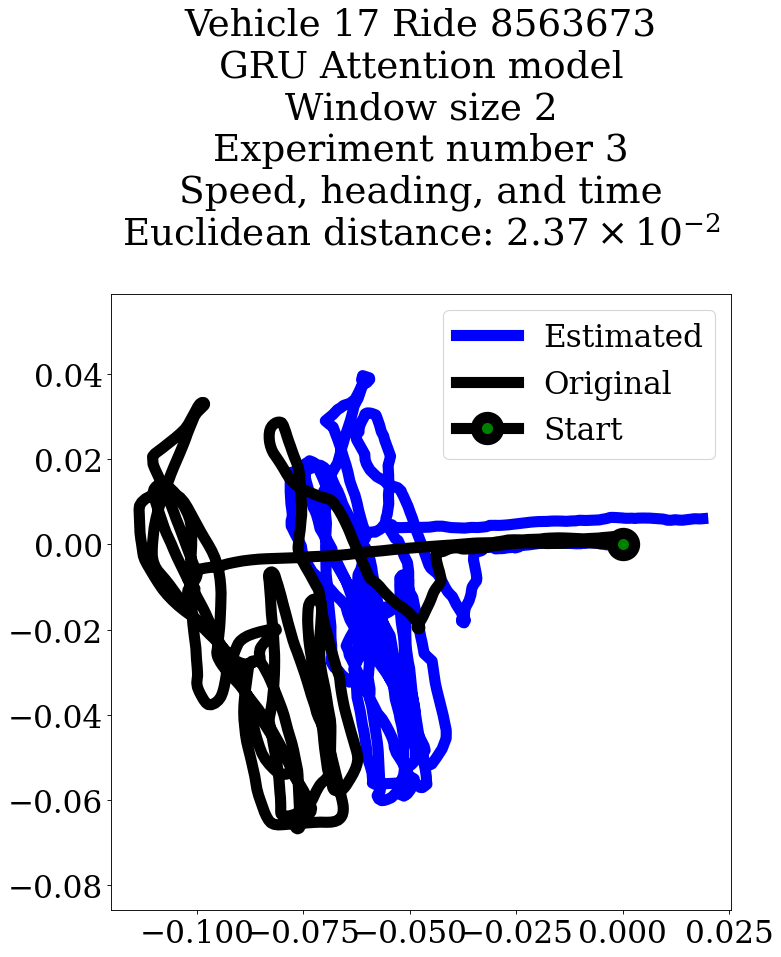 Vehicle 17 Ride 8563673
GRU Attention model
Window size 2
Experiment number 3
Speed, heading, and time
Euclidean distance: 2.37 × 10⁻²
Estimated
Original
Start
0.04
0.02
0.00
−0.02
−0.04
−0.06
−0.08
−0.100 −0.075 −0.050 −0.025 0.000 0.025